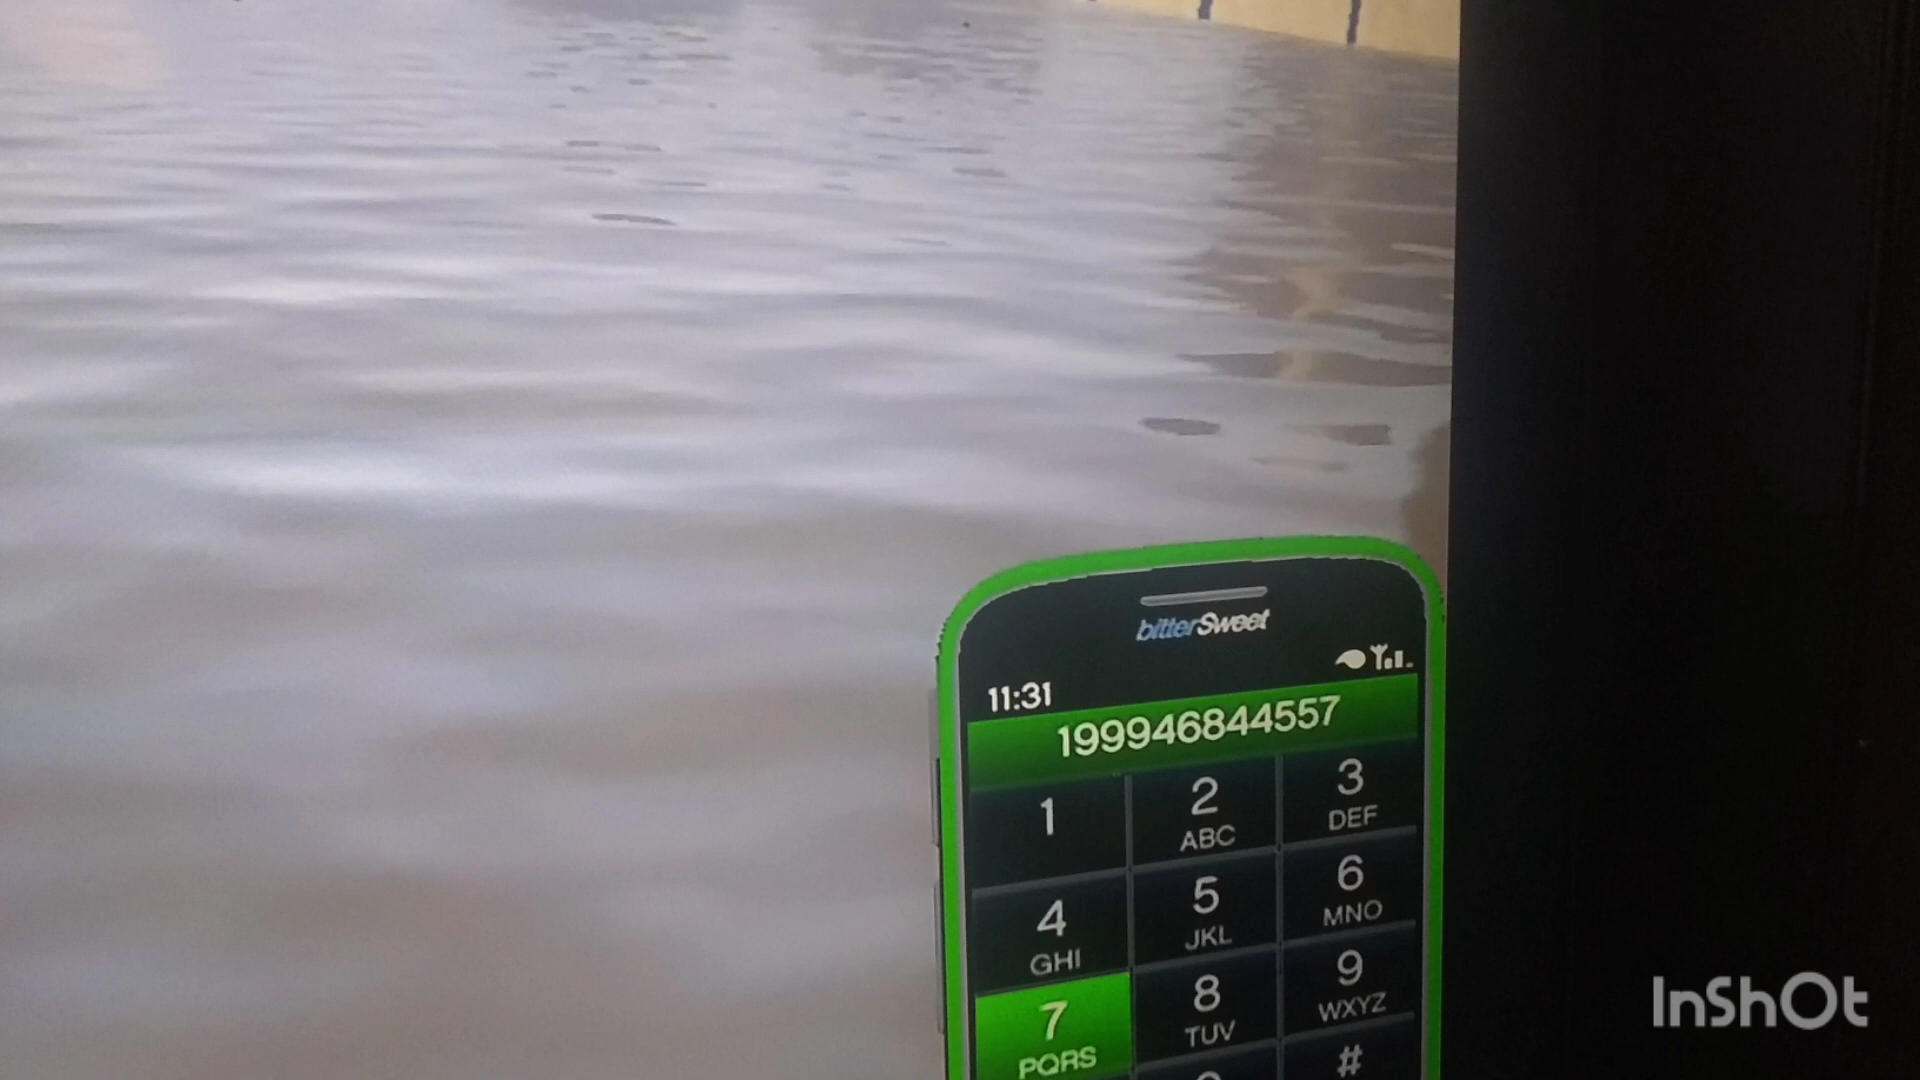 bitterSweet
11:31
199946844557
1
2
ABC
3
DEF
4
GHI
5
JKL
6
MNO
7
PQRS
8
TUV
9
WXYZ
#
InShOt